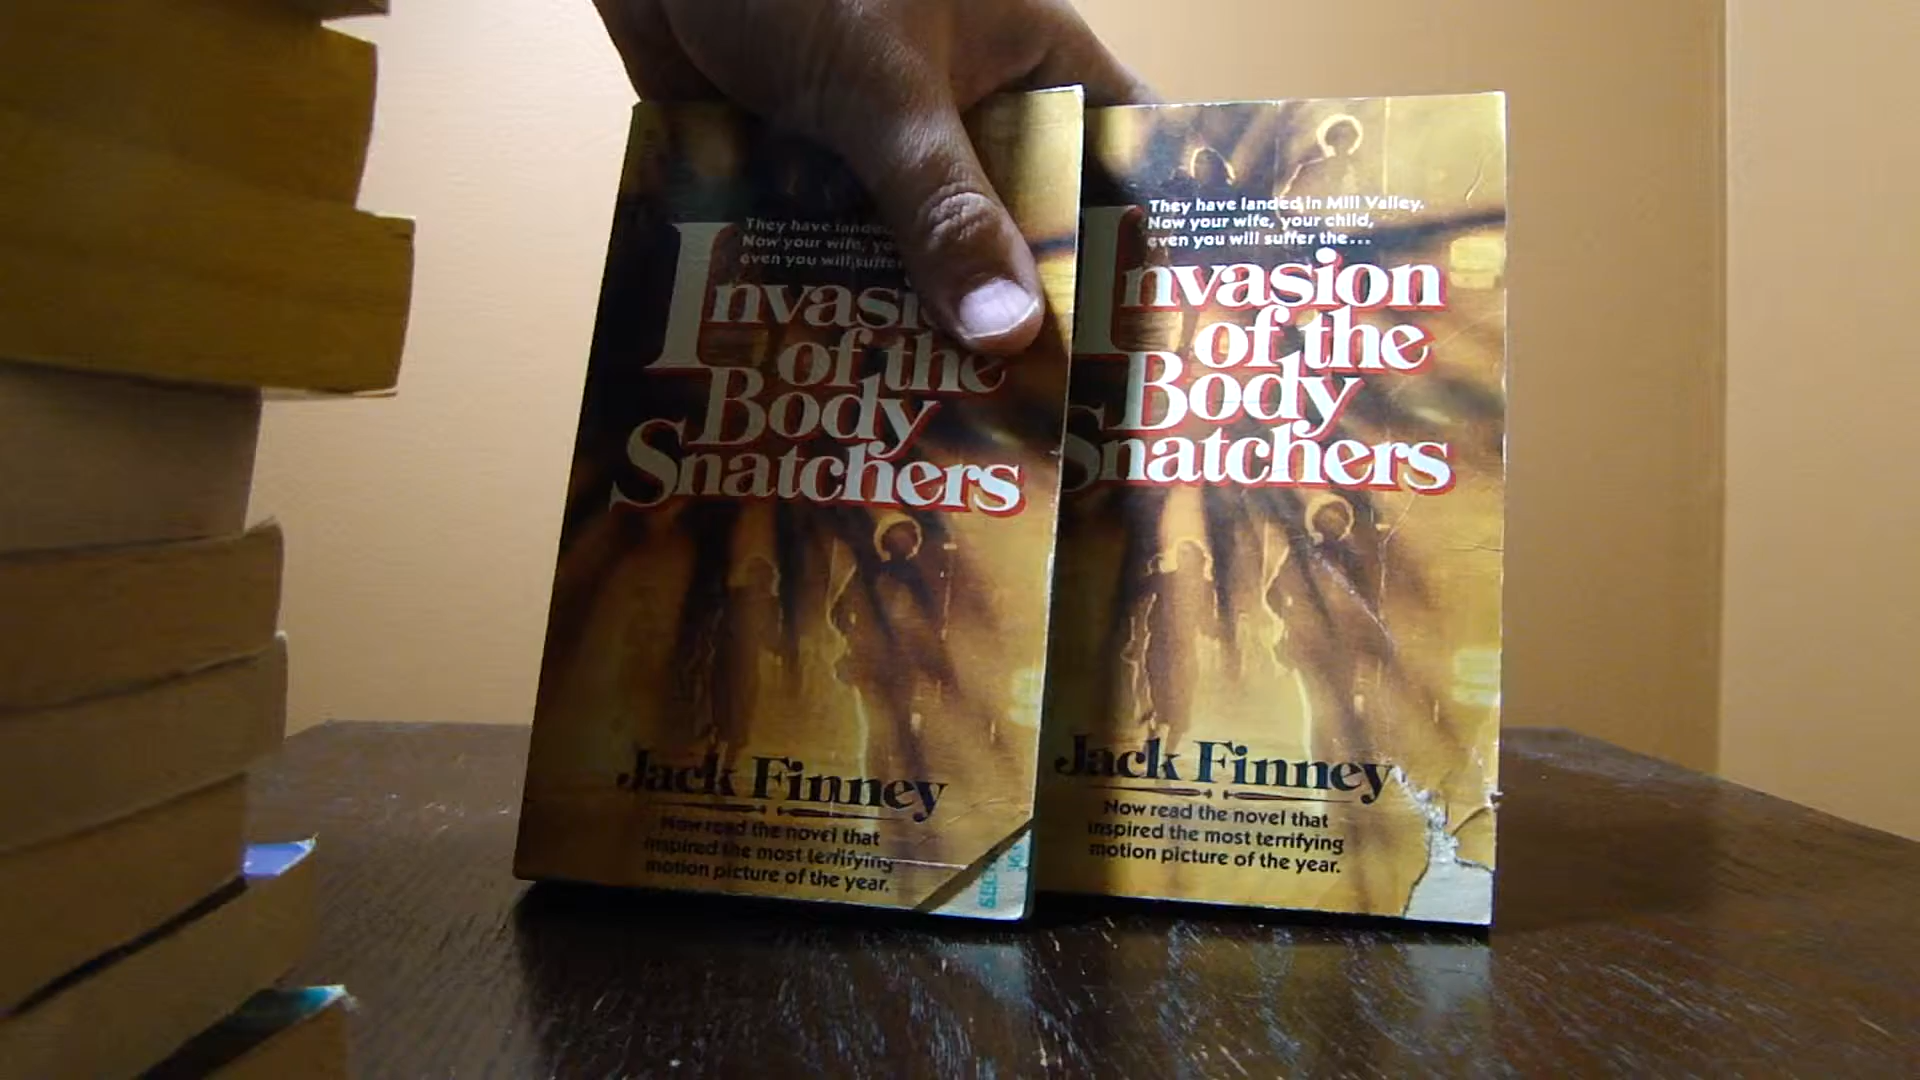 They have landed
Now your wife, yo
even you will suffer
Invasi
of the
Body
Snatchers
Jack Finney
Now read the novel that
inspired the most terrifying
motion picture of the year.
They have landed in Mill Valley.
Now your wife, your child,
even you will suffer the...
Invasion
of the
Body
Snatchers
Jack Finney
Now read the novel that
inspired the most terrifying
motion picture of the year.